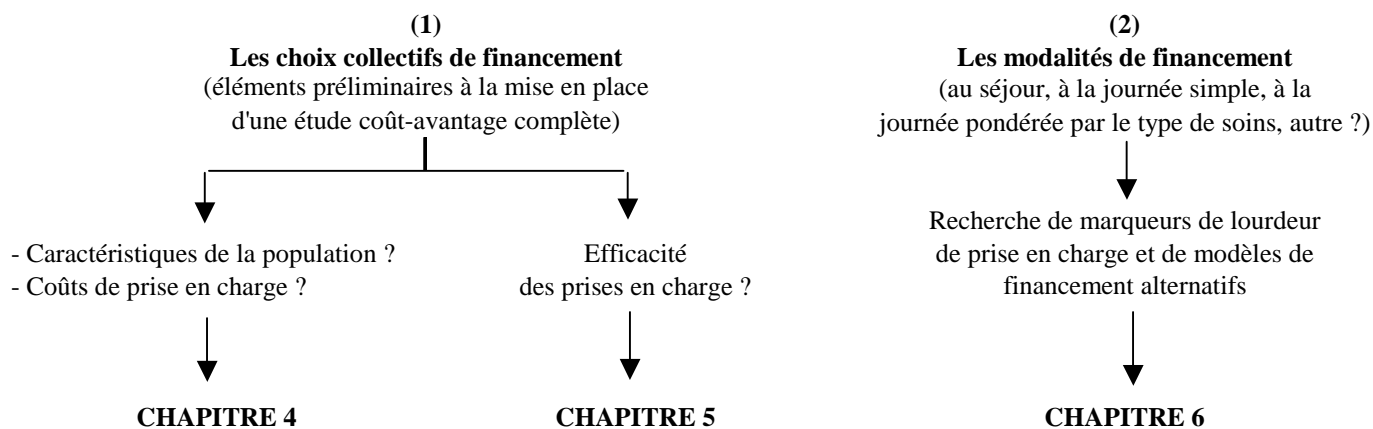 (1)
Les choix collectifs de financement
(éléments préliminaires à la mise en place
d'une étude coût-avantage complète)
- Caractéristiques de la population ?
- Coûts de prise en charge ?
CHAPITRE 4
Efficacité
des prises en charge ?
CHAPITRE 5
(2)
Les modalités de financement
(au séjour, à la journée simple, à la
journée pondérée par le type de soins, autre ?)
Recherche de marqueurs de lourdeur
de prise en charge et de modèles de
financement alternatifs
CHAPITRE 6